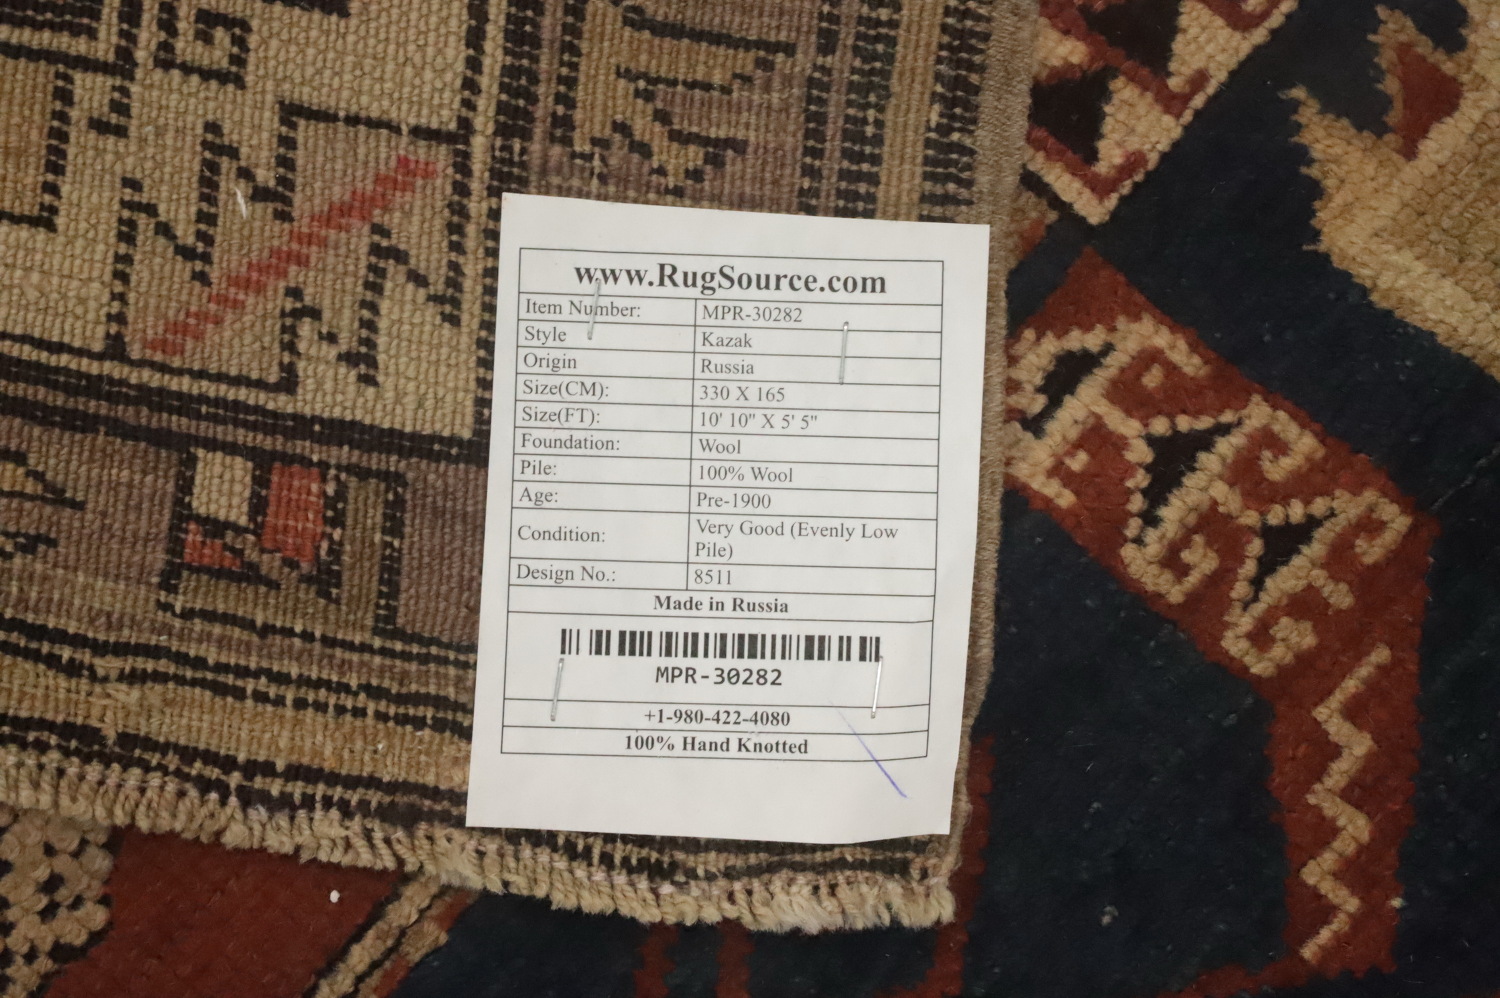 www.RugSource.com
Item Number: MPR-30282
Style Kazak
Origin Russia
Size(CM): 330 X 165
Size(FT): 10' 10" X 5' 5"
Foundation: Wool
Pile: 100% Wool
Age: Pre-1900
Condition: Very Good (Evenly Low
Pile)
Design No.: 8511
Made in Russia
MPR-30282
+1-980-422-4080
100% Hand Knotted